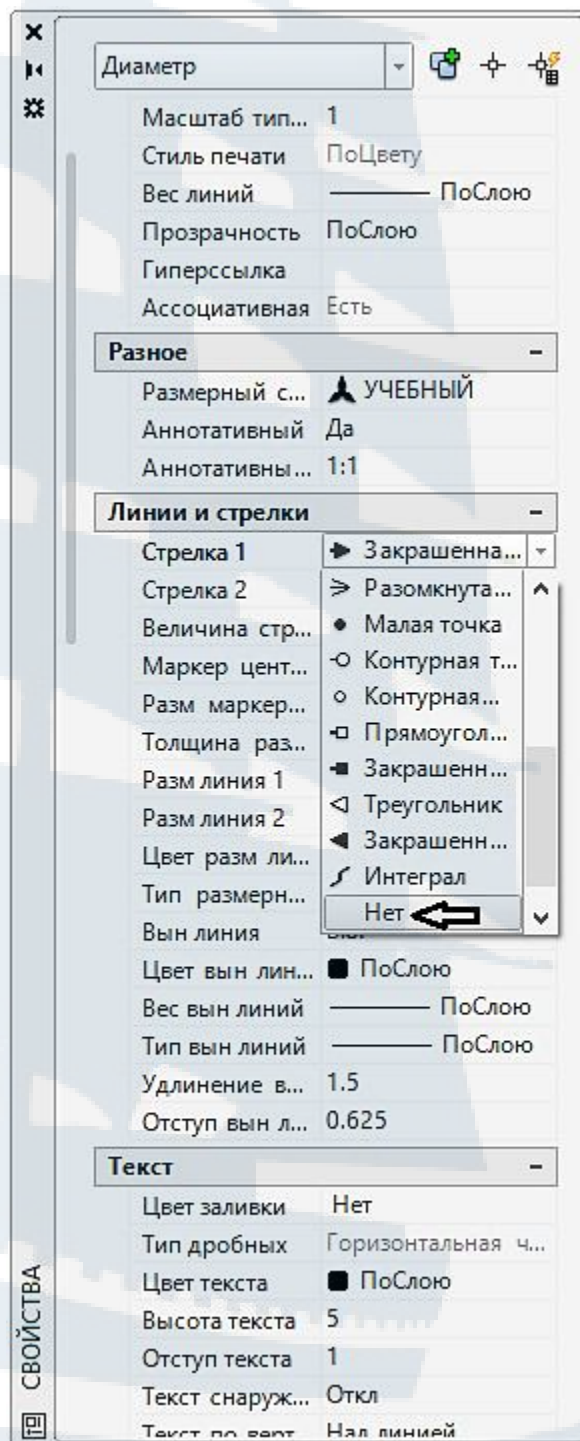 Диаметр
Масштаб тип... 1
Стиль печати ПоЦвету
Вес линий ПоСлою
Прозрачность ПоСлою
Гиперссылка
Ассоциативная Есть
Разное
Размерный с... УЧЕБНЫЙ
Аннотативный Да
Аннотативны... 1:1
Линии и стрелки
Стрелка 1 Закрашенна...
Стрелка 2 Разомкнута...
Величина стр... Малая точка
Маркер цент... Контурная т...
Разм маркер... Контурная...
Толщина раз... Прямоугол...
Разм линия 1 Закрашенн...
Разм линия 2 Треугольник
Цвет разм ли... Закрашенн...
Тип размерн... Интеграл
Вын линия Нет
Цвет вын лин... ПоСлою
Вес вын линий ПоСлою
Тип вын линий ПоСлою
Удлинение в... 1.5
Отступ вын л... 0.625
Текст
Цвет заливки Нет
Тип дробных Горизонтальная ч...
Цвет текста ПоСлою
Высота текста 5
Отступ текста 1
Текст снаруж... Откл
Текст по верт Над линией
СВОЙСТВА